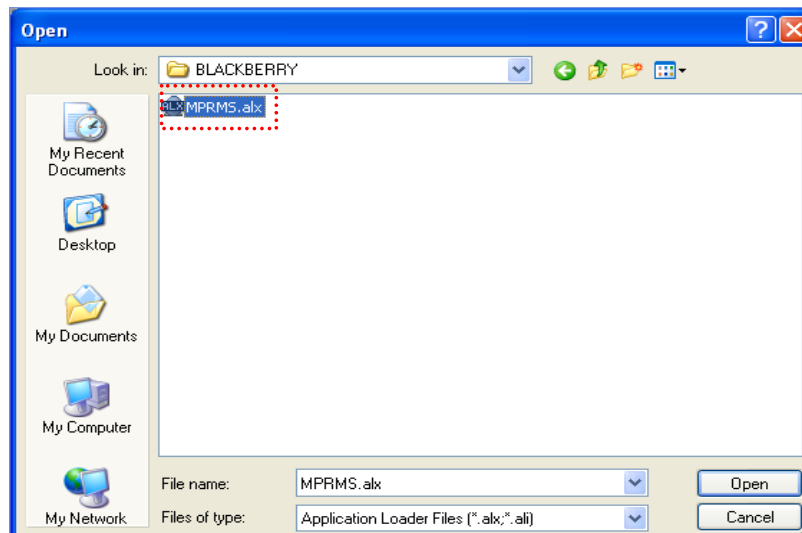 Open
Look in: BLACKBERRY
ALX MPRMS.alx
My Recent
Documents
Desktop
My Documents
My Computer
My Network
File name: MPRMS.alx Open
Files of type: Application Loader Files (*.alx;*.ali) Cancel